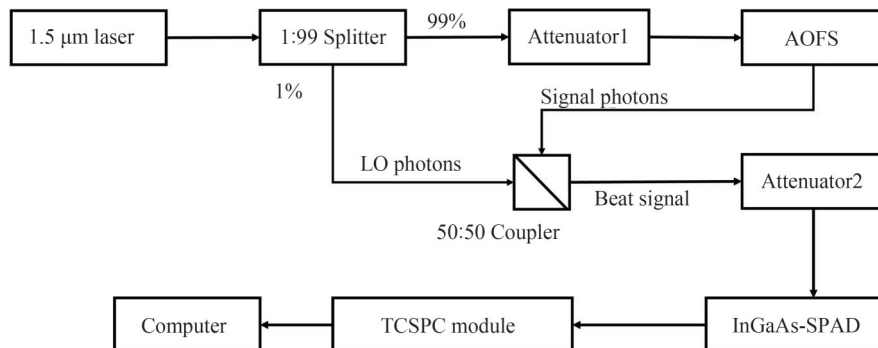 1.5 μm laser
1:99 Splitter
99%
Attenuator1
AOFS
1%
Signal photons
LO photons
Beat signal
Attenuator2
50:50 Coupler
Computer
TCSPC module
InGaAs-SPAD